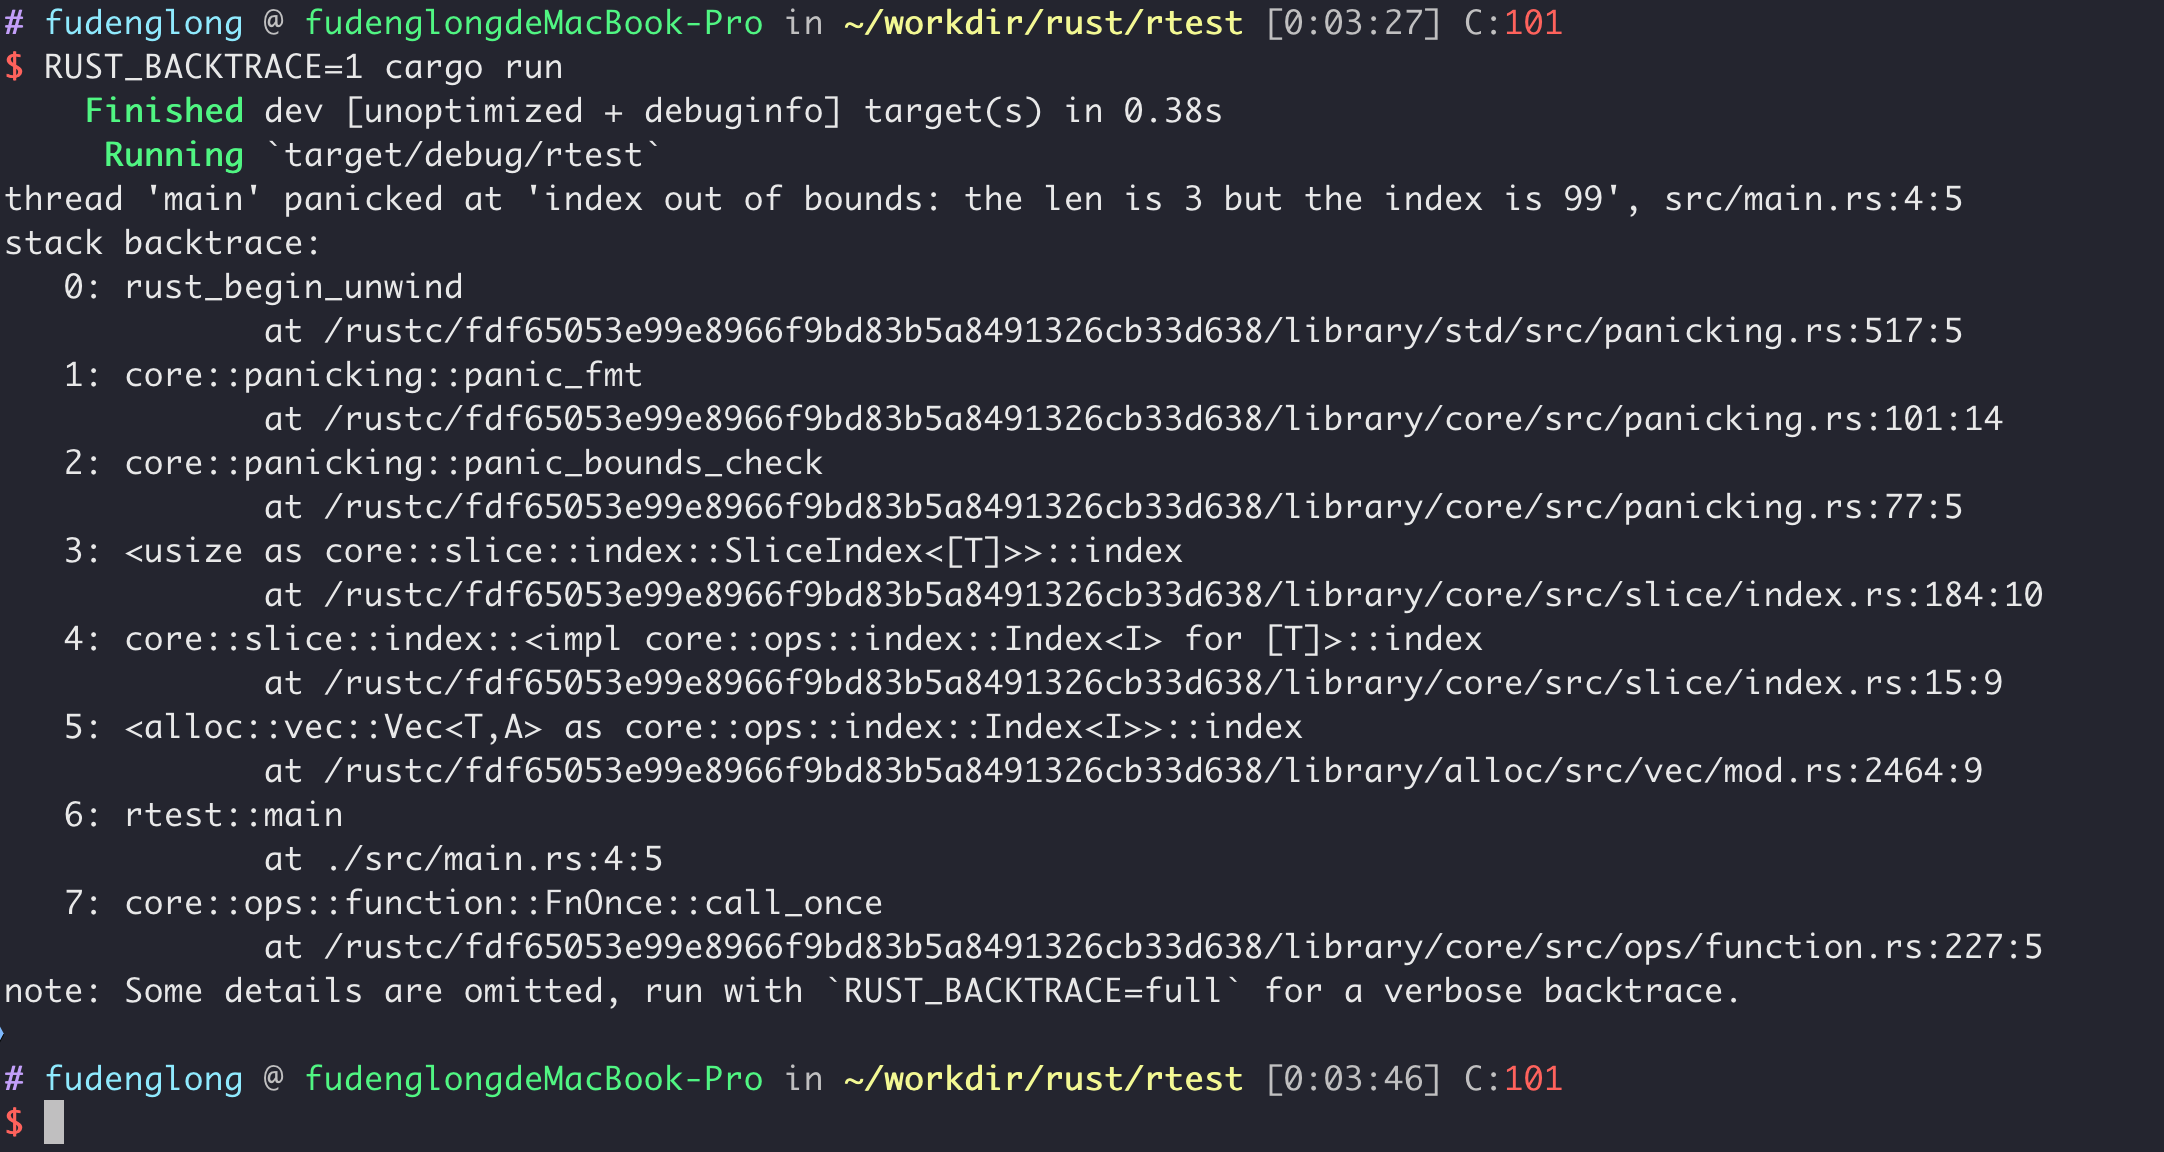 # fudenglong @ fudenglongdeMacBook-Pro in ~/workdir/rust/rtest [0:03:27] C:101
$ RUST_BACKTRACE=1 cargo run
    Finished dev [unoptimized + debuginfo] target(s) in 0.38s
     Running `target/debug/rtest`
thread 'main' panicked at 'index out of bounds: the len is 3 but the index is 99', src/main.rs:4:5
stack backtrace:
   0: rust_begin_unwind
             at /rustc/fdf65053e99e8966f9bd83b5a8491326cb33d638/library/std/src/panicking.rs:517:5
   1: core::panicking::panic_fmt
             at /rustc/fdf65053e99e8966f9bd83b5a8491326cb33d638/library/core/src/panicking.rs:101:14
   2: core::panicking::panic_bounds_check
             at /rustc/fdf65053e99e8966f9bd83b5a8491326cb33d638/library/core/src/panicking.rs:77:5
   3: <usize as core::slice::index::SliceIndex<[T]>>::index
             at /rustc/fdf65053e99e8966f9bd83b5a8491326cb33d638/library/core/src/slice/index.rs:184:10
   4: core::slice::index::<impl core::ops::index::Index<I> for [T]>::index
             at /rustc/fdf65053e99e8966f9bd83b5a8491326cb33d638/library/core/src/slice/index.rs:15:9
   5: <alloc::vec::Vec<T,A> as core::ops::index::Index<I>>::index
             at /rustc/fdf65053e99e8966f9bd83b5a8491326cb33d638/library/alloc/src/vec/mod.rs:2464:9
   6: rtest::main
             at ./src/main.rs:4:5
   7: core::ops::function::FnOnce::call_once
             at /rustc/fdf65053e99e8966f9bd83b5a8491326cb33d638/library/core/src/ops/function.rs:227:5
note: Some details are omitted, run with `RUST_BACKTRACE=full` for a verbose backtrace.
# fudenglong @ fudenglongdeMacBook-Pro in ~/workdir/rust/rtest [0:03:46] C:101
$